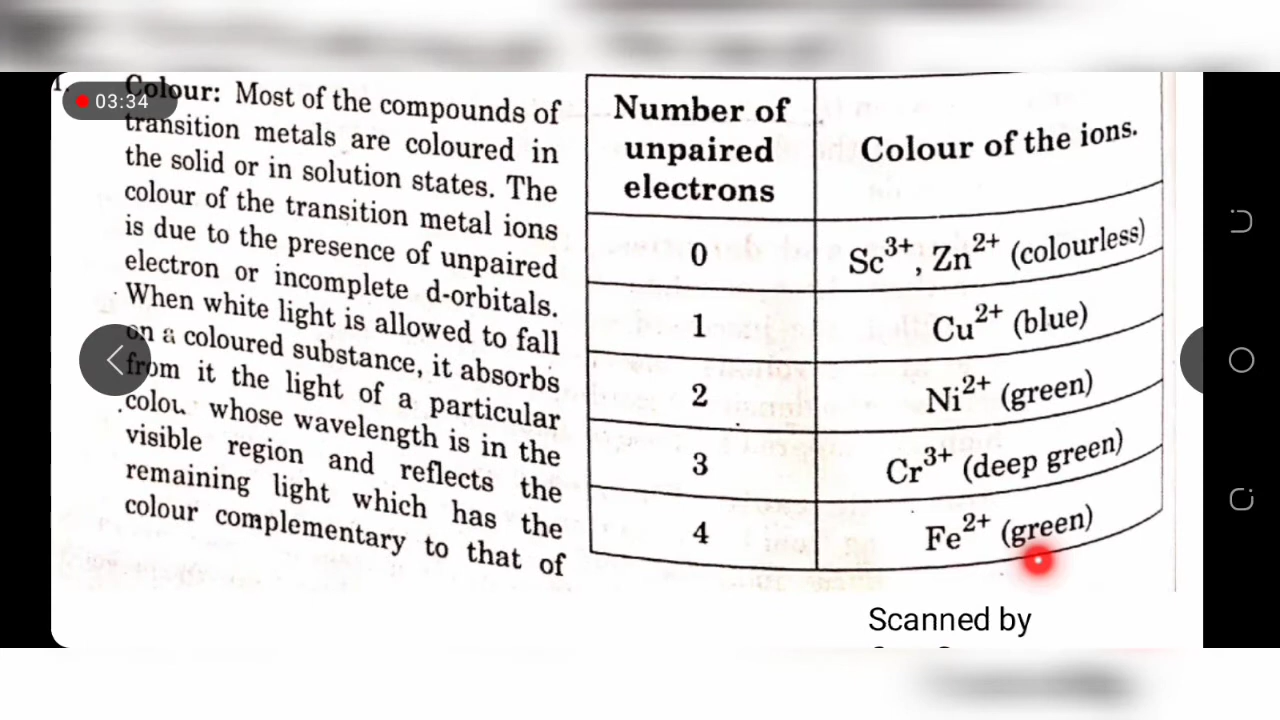 03:34
Colour: Most of the compounds of
transition metals are coloured in
the solid or in solution states. The
colour of the transition metal ions
is due to the presence of unpaired
electron or incomplete d-orbitals.
When white light is allowed to fall
on a coloured substance, it absorbs
from it the light of a particular
colou whose wavelength is in the
visible region and reflects the
remaining light which has the
colour complementary to that of
Number of
unpaired
electrons
Colour of the ions.
0 Sc³⁺, Zn²⁺ (colourless)
1 Cu²⁺ (blue)
2 Ni²⁺ (green)
3 Cr³⁺ (deep green)
4 Fe²⁺ (green)
Scanned by